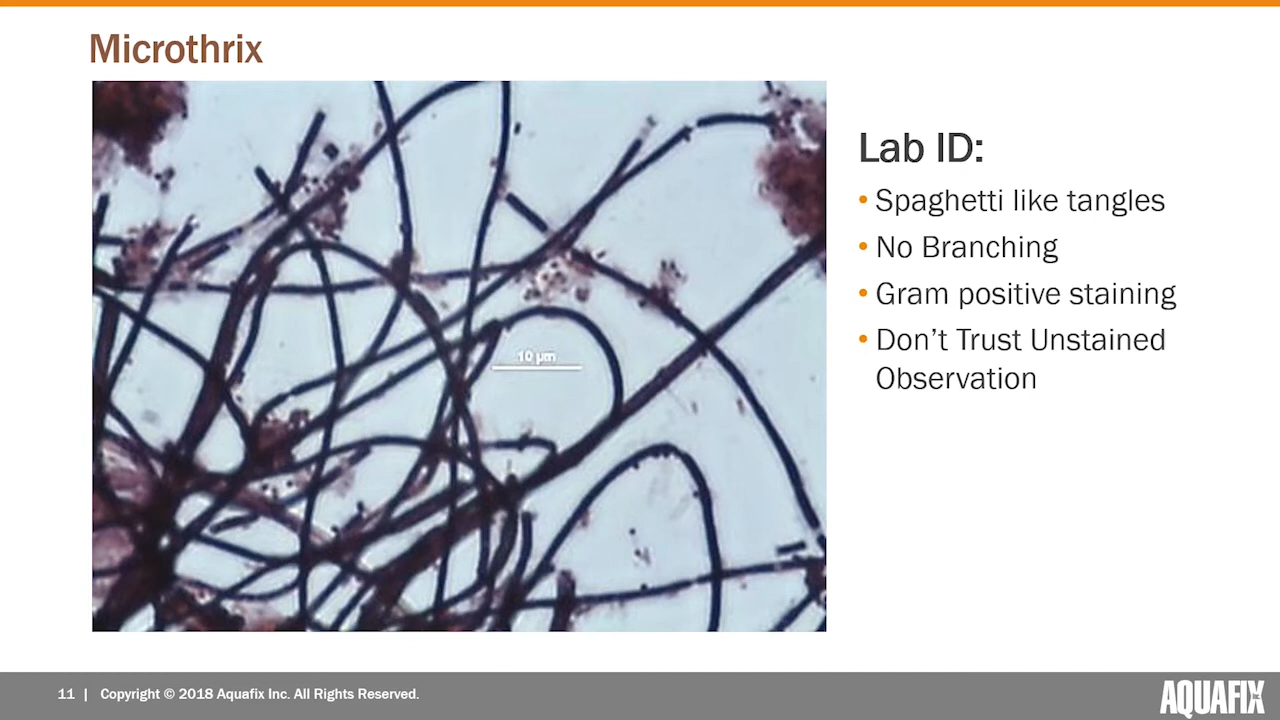 Microthrix
10 µm
Lab ID:
• Spaghetti like tangles
• No Branching
• Gram positive staining
• Don’t Trust Unstained
Observation
11 | Copyright © 2018 Aquafix Inc. All Rights Reserved.
AQUAFIX INC.